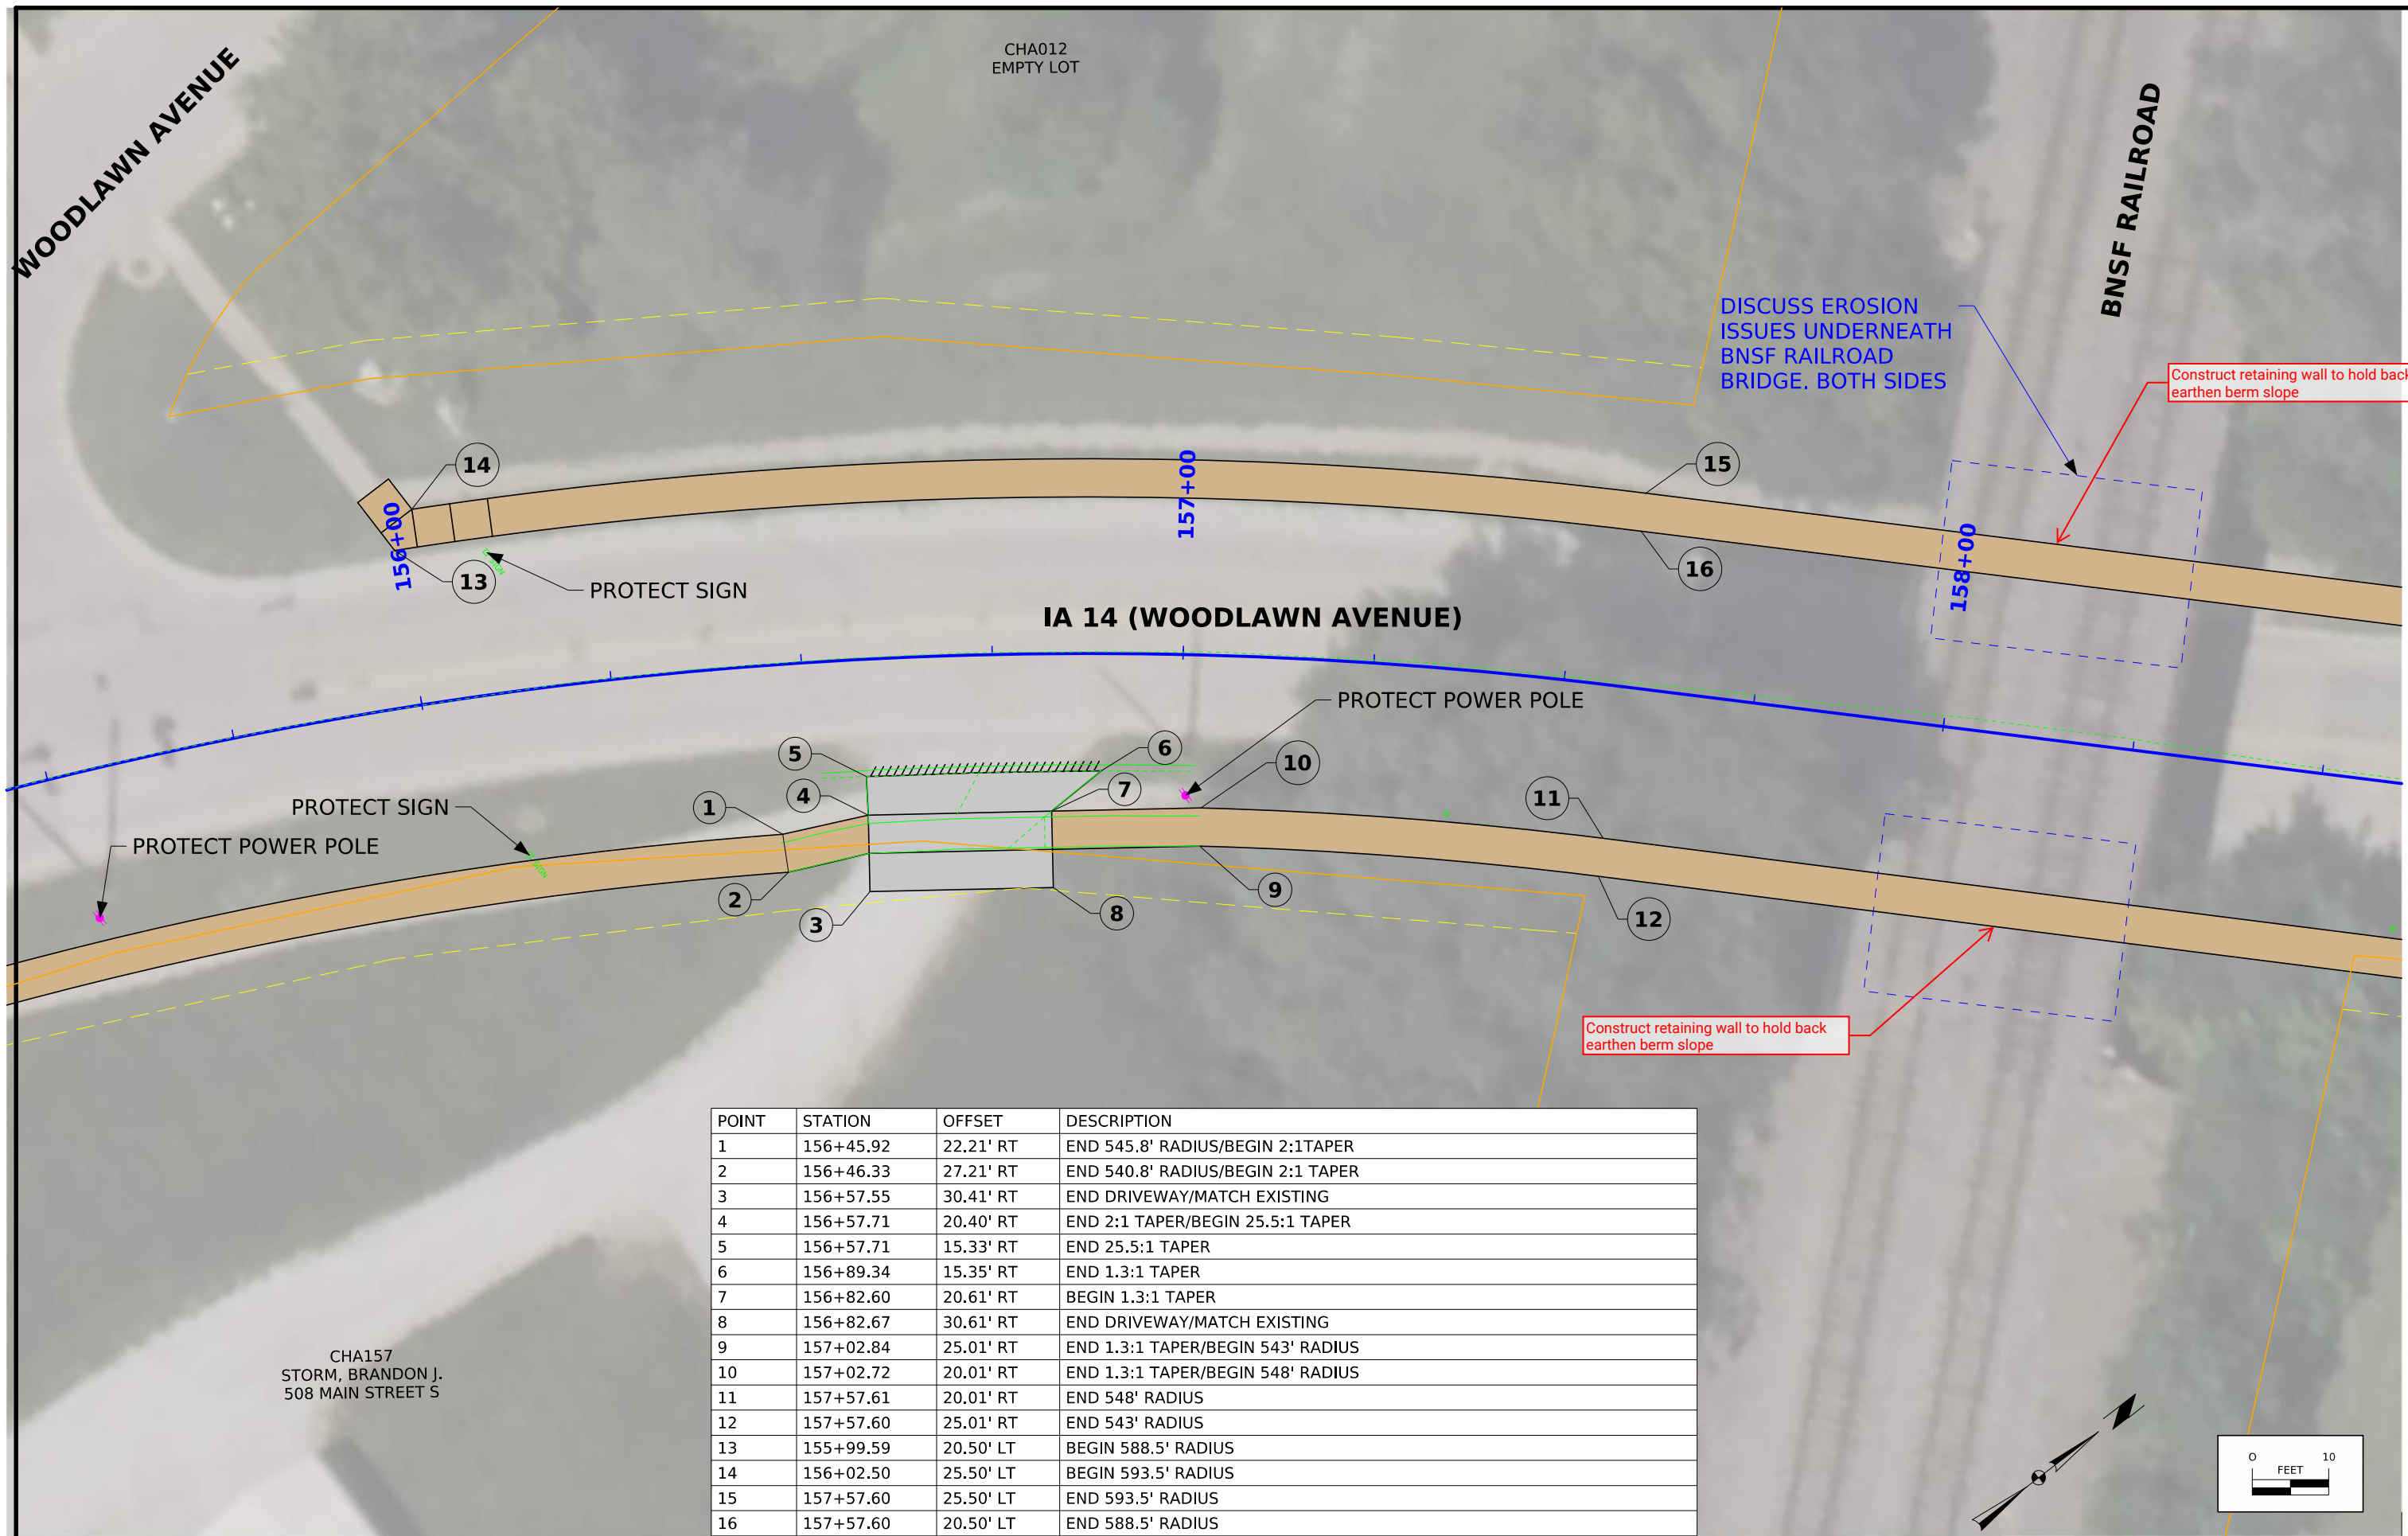 CHA012
EMPTY LOT
WOODLAWN AVENUE
BNSF RAILROAD
DISCUSS EROSION
ISSUES UNDERNEATH
BNSF RAILROAD
BRIDGE. BOTH SIDES
Construct retaining wall to hold back
earthen berm slope
14
15
156+00
157+00
158+00
13
PROTECT SIGN
16
IA 14 (WOODLAWN AVENUE)
PROTECT POWER POLE
5
6
10
4
7
11
1
PROTECT SIGN
PROTECT POWER POLE
2
9
3
8
12
Construct retaining wall to hold back
earthen berm slope
POINT STATION OFFSET DESCRIPTION
1 156+45.92 22.21' RT END 545.8' RADIUS/BEGIN 2:1TAPER
2 156+46.33 27.21' RT END 540.8' RADIUS/BEGIN 2:1 TAPER
3 156+57.55 30.41' RT END DRIVEWAY/MATCH EXISTING
4 156+57.71 20.40' RT END 2:1 TAPER/BEGIN 25.5:1 TAPER
5 156+57.71 15.33' RT END 25.5:1 TAPER
6 156+89.34 15.35' RT END 1.3:1 TAPER
7 156+82.60 20.61' RT BEGIN 1.3:1 TAPER
8 156+82.67 30.61' RT END DRIVEWAY/MATCH EXISTING
9 157+02.84 25.01' RT END 1.3:1 TAPER/BEGIN 543' RADIUS
10 157+02.72 20.01' RT END 1.3:1 TAPER/BEGIN 548' RADIUS
11 157+57.61 20.01' RT END 548' RADIUS
12 157+57.60 25.01' RT END 543' RADIUS
13 155+99.59 20.50' LT BEGIN 588.5' RADIUS
14 156+02.50 25.50' LT BEGIN 593.5' RADIUS
15 157+57.60 25.50' LT END 593.5' RADIUS
16 157+57.60 20.50' LT END 588.5' RADIUS
CHA157
STORM, BRANDON J.
508 MAIN STREET S
0 10
FEET